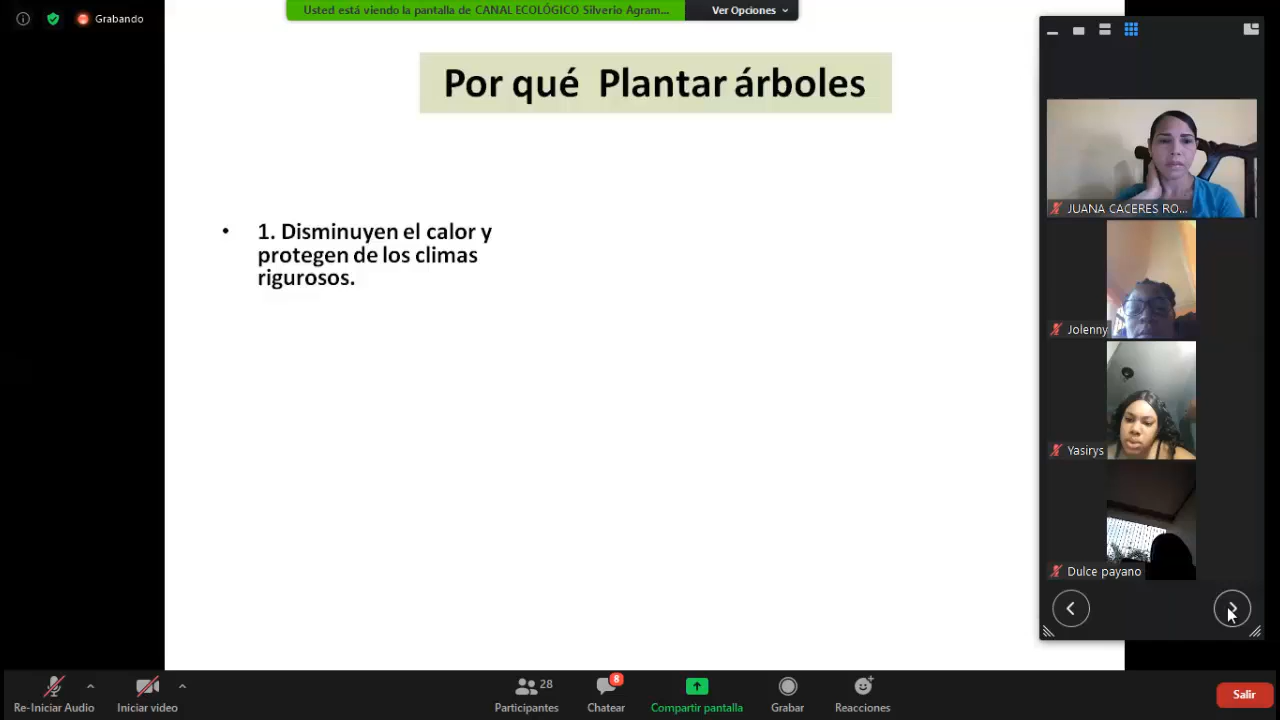 Grabando
Usted está viendo la pantalla de CANAL ECOLÓGICO Silverio Agram...
Ver Opciones
Por qué Plantar árboles
• 1. Disminuyen el calor y
protegen de los climas
rigurosos.
JUANA CACERES RO...
Jolenny
Yasirys
Dulce payano
Re-Iniciar Audio
Iniciar video
28
Participantes
8
Chatear
Compartir pantalla
Grabar
Reacciones
Salir